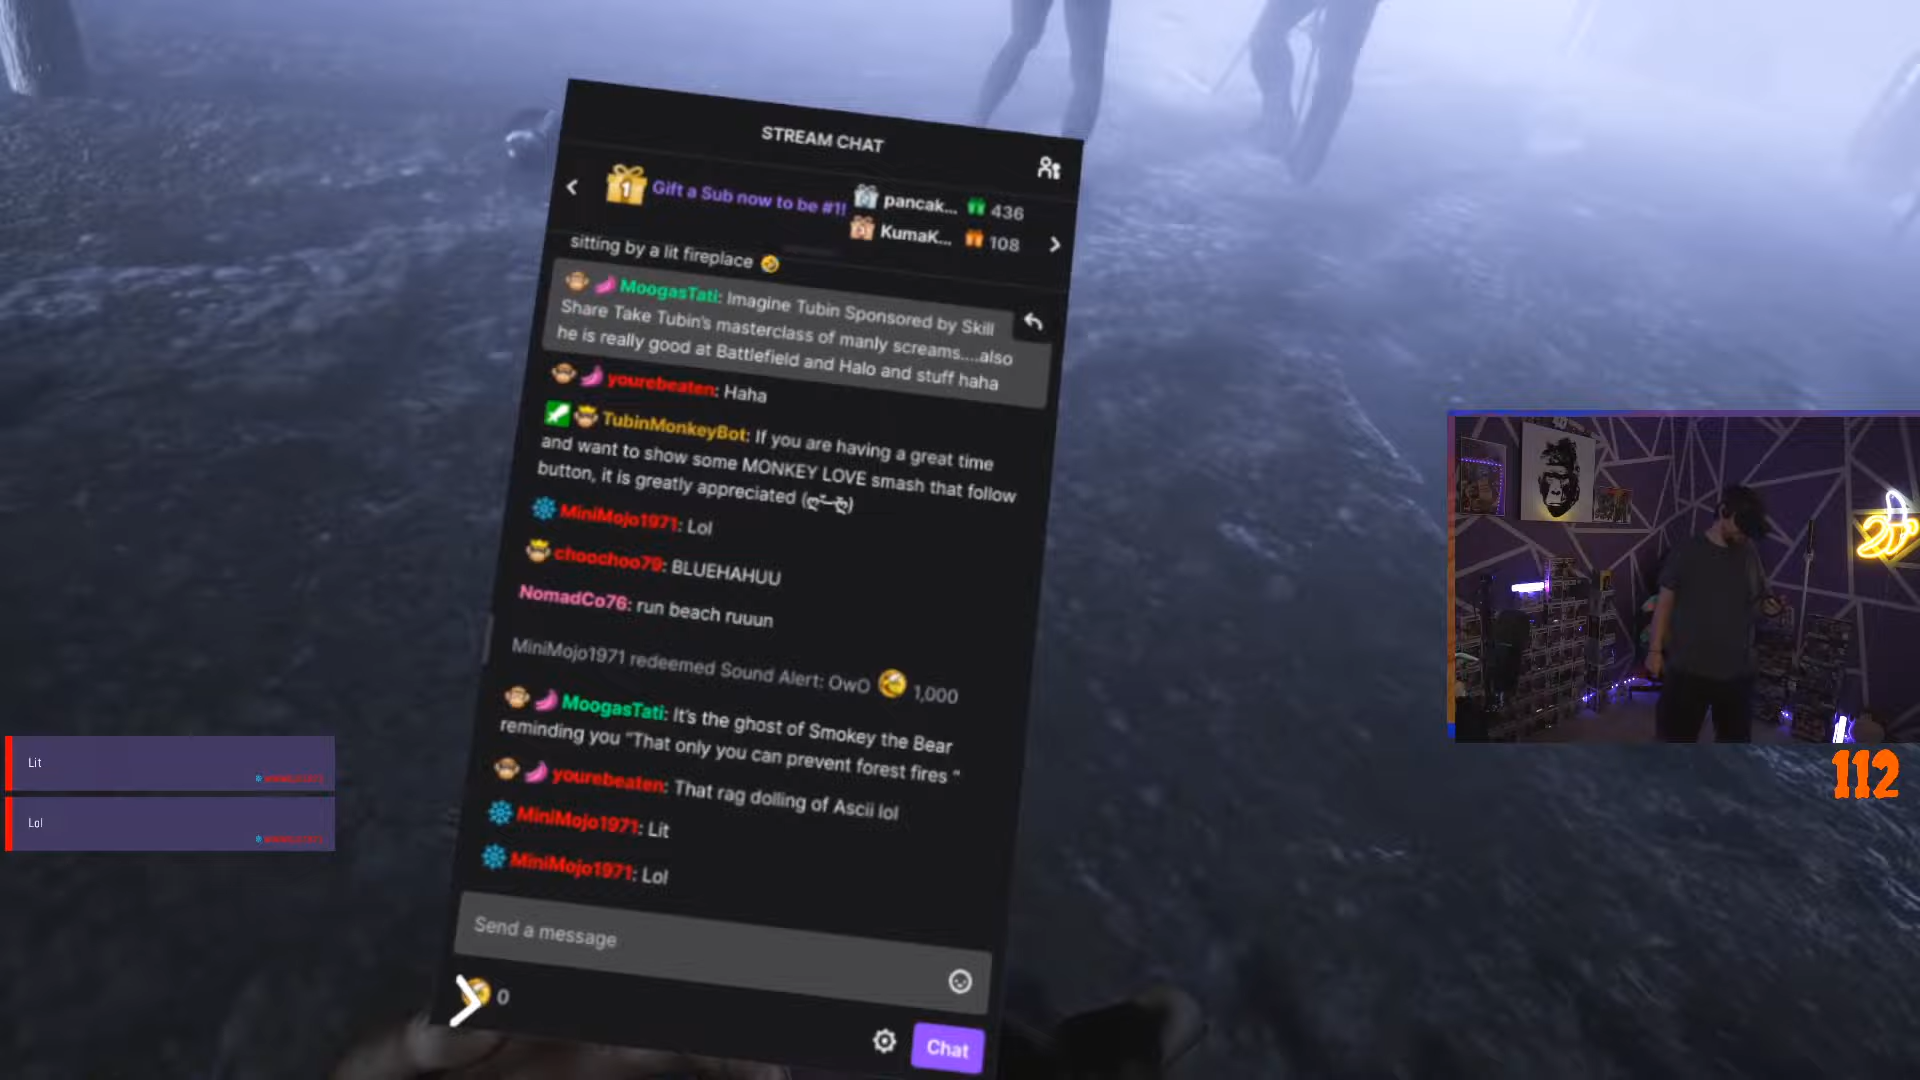 STREAM CHAT
1 Gift a Sub now to be #1!
pancak... 436
KumaK... 108
sitting by a lit fireplace
MoogasTati: Imagine Tubin Sponsored by Skill
Share Take Tubin's masterclass of manly screams....also
he is really good at Battlefield and Halo and stuff haha
yourebeaten: Haha
TubinMonkeyBot: If you are having a great time
and want to show some MONKEY LOVE smash that follow
button, it is greatly appreciated
MiniMojo1971: Lol
choochoo79: BLUEHAHUU
NomadCo76: run beach ruuun
MiniMojo1971 redeemed Sound Alert: OwO 1,000
MoogasTati: It's the ghost of Smokey the Bear
reminding you "That only you can prevent forest fires "
yourebeaten: That rag dolling of Ascii lol
MiniMojo1971: Lit
MiniMojo1971: Lol
Send a message
0
Chat
Lit
Lol
112